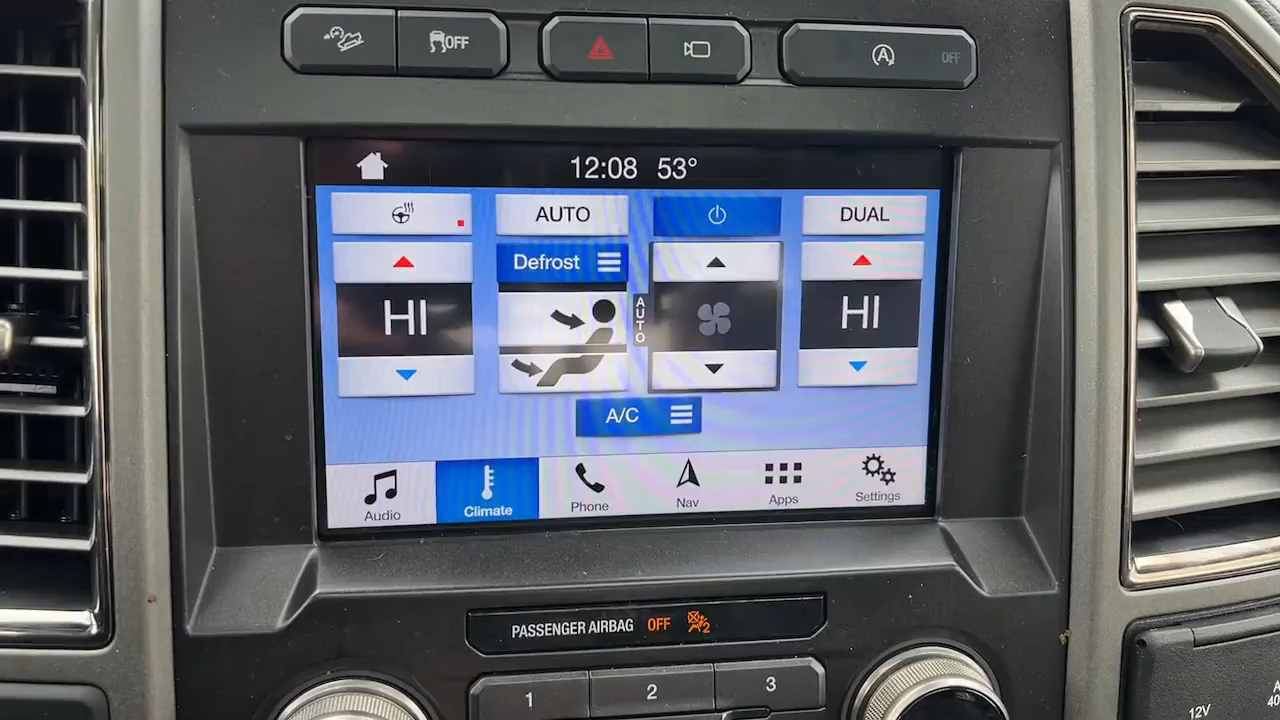 OFF
A OFF
12:08 53°
AUTO
DUAL
Defrost
HI
AUTO
HI
A/C
Audio
Climate
Phone
Nav
Apps
Settings
PASSENGER AIRBAG OFF 2
1
2
3
12V